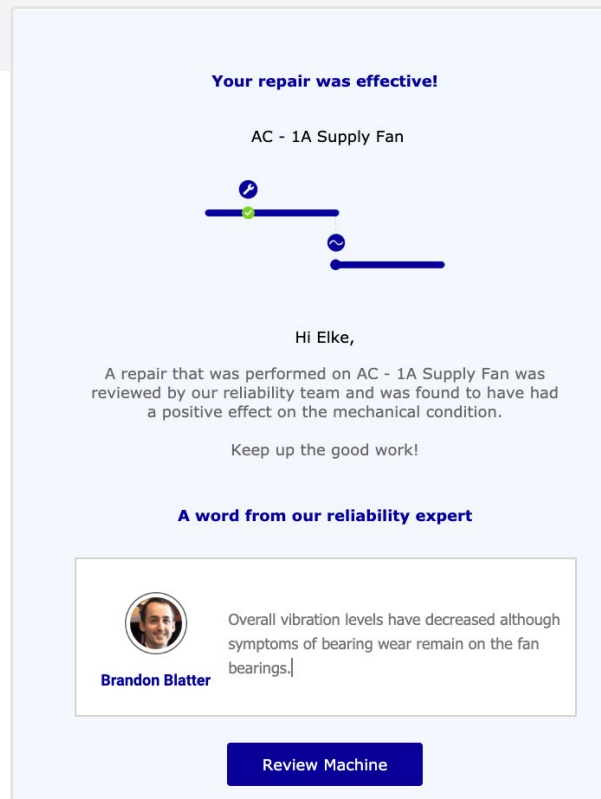 Your repair was effective!
AC - 1A Supply Fan
Hi Elke,
A repair that was performed on AC - 1A Supply Fan was
reviewed by our reliability team and was found to have had
a positive effect on the mechanical condition.
Keep up the good work!
A word from our reliability expert
Overall vibration levels have decreased although
symptoms of bearing wear remain on the fan
bearings.
Brandon Blatter
Review Machine